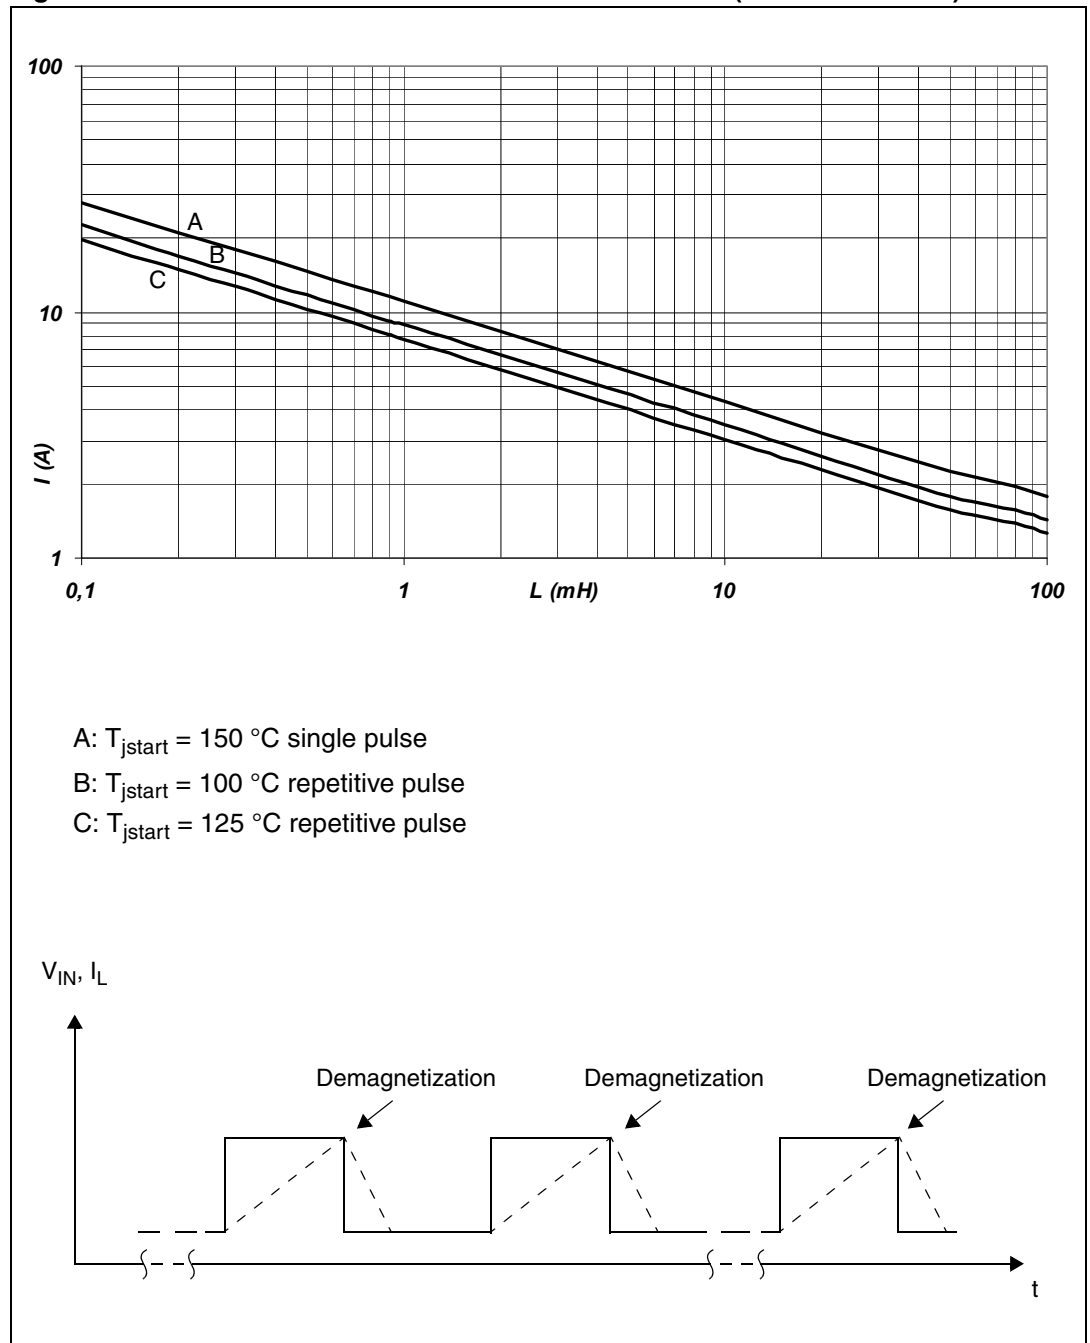 100
A
B
C
10
I (A)
1
0,1 1 L (mH) 10 100
A: Tjstart = 150 °C single pulse
B: Tjstart = 100 °C repetitive pulse
C: Tjstart = 125 °C repetitive pulse
VIN, IL
Demagnetization Demagnetization Demagnetization
t